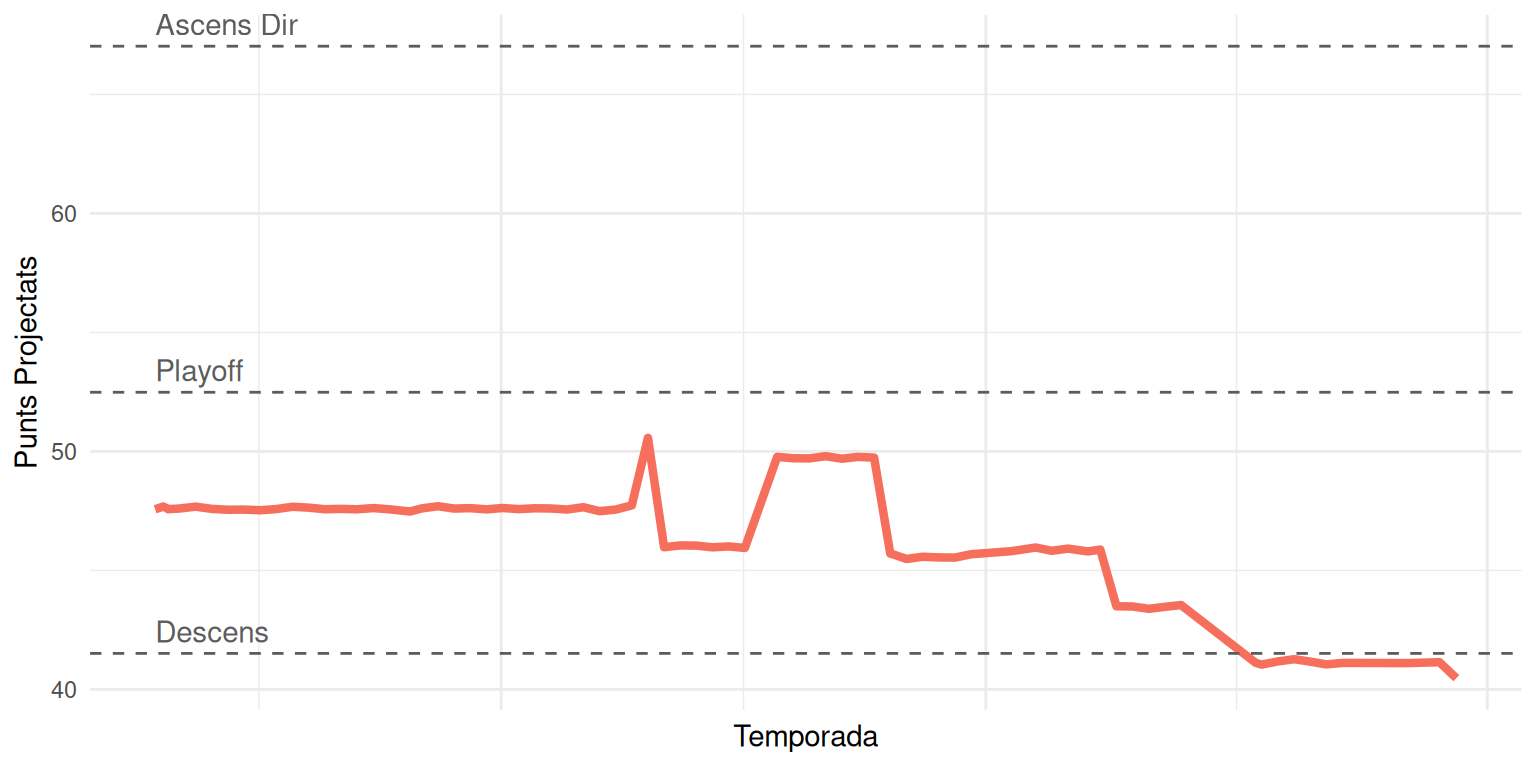 Ascens Dir
60
Playoff
50
Descens
40
Punts Projectats
Temporada